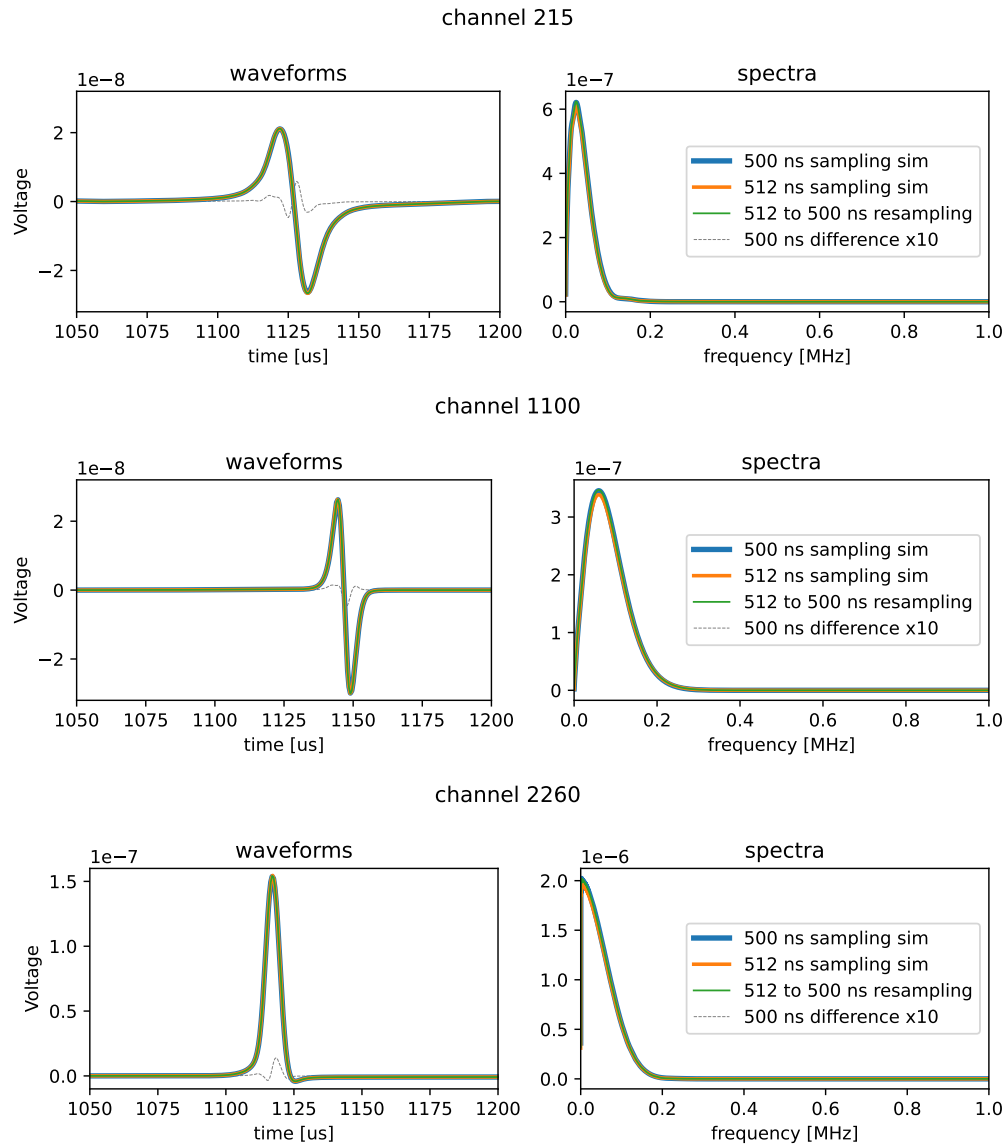 channel 215
waveforms
1e−8
Voltage
2
0
−2
1050 1075 1100 1125 1150 1175 1200
time [us]
spectra
1e−7
6
4
2
0
500 ns sampling sim
512 ns sampling sim
512 to 500 ns resampling
500 ns difference x10
0.0 0.2 0.4 0.6 0.8 1.0
frequency [MHz]
channel 1100
waveforms
1e−8
Voltage
2
0
−2
1050 1075 1100 1125 1150 1175 1200
time [us]
spectra
1e−7
3
2
1
0
500 ns sampling sim
512 ns sampling sim
512 to 500 ns resampling
500 ns difference x10
0.0 0.2 0.4 0.6 0.8 1.0
frequency [MHz]
channel 2260
waveforms
1e−7
Voltage
1.5
1.0
0.5
0.0
1050 1075 1100 1125 1150 1175 1200
time [us]
spectra
1e−6
2.0
1.5
1.0
0.5
0.0
500 ns sampling sim
512 ns sampling sim
512 to 500 ns resampling
500 ns difference x10
0.0 0.2 0.4 0.6 0.8 1.0
frequency [MHz]